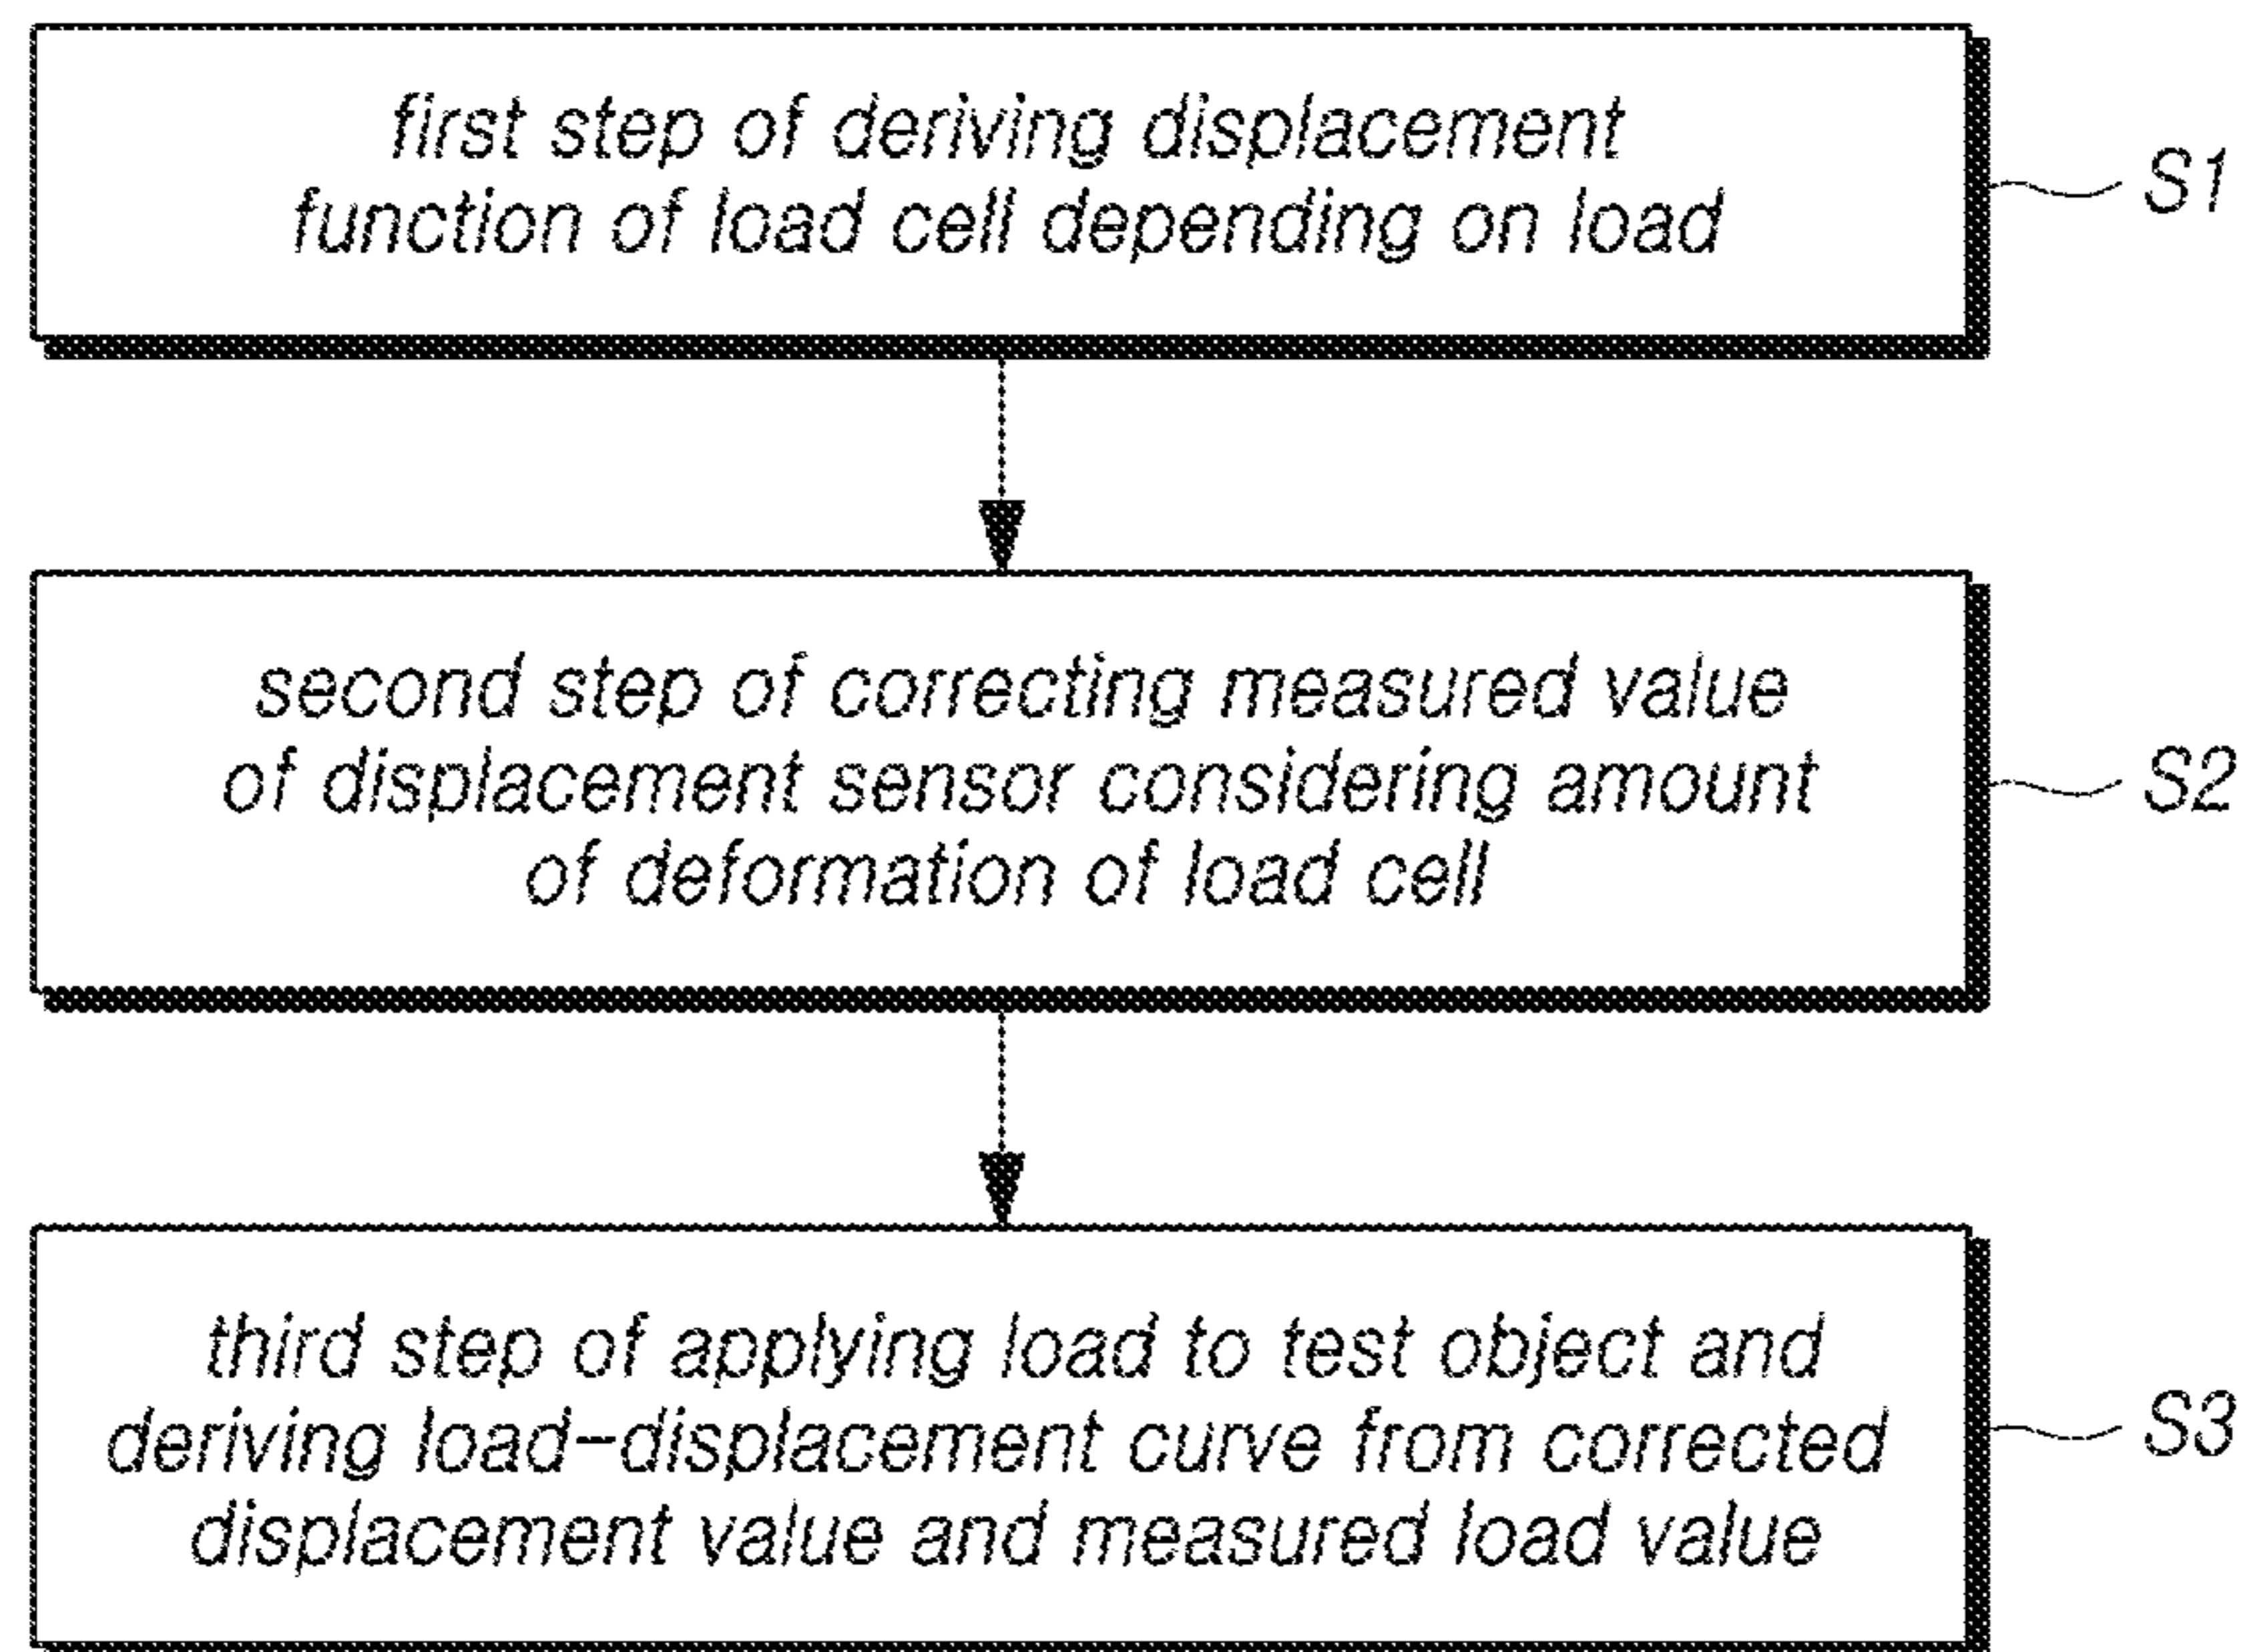 first step of deriving displacement
function of load cell depending on load
S1
second step of correcting measured value
of displacement sensor considering amount
of deformation of load cell
S2
third step of applying load to test object and
deriving load-displacement curve from corrected
displacement value and measured load value
S3